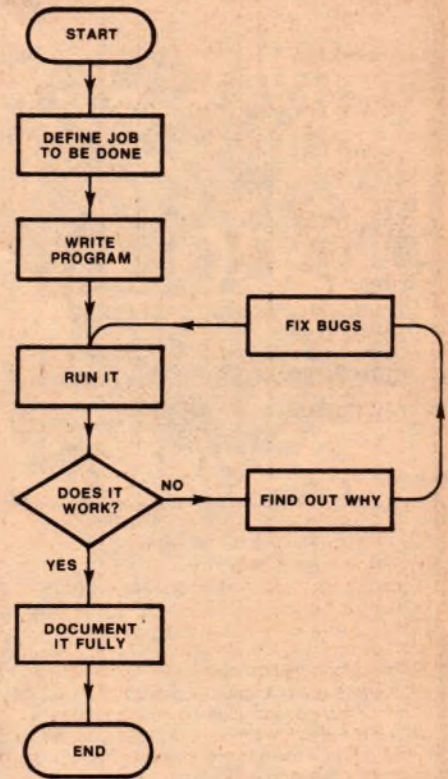 START
DEFINE JOB
TO BE DONE
WRITE
PROGRAM
FIX BUGS
RUN IT
DOES IT
WORK?
NO
FIND OUT WHY
YES
DOCUMENT
IT FULLY
END